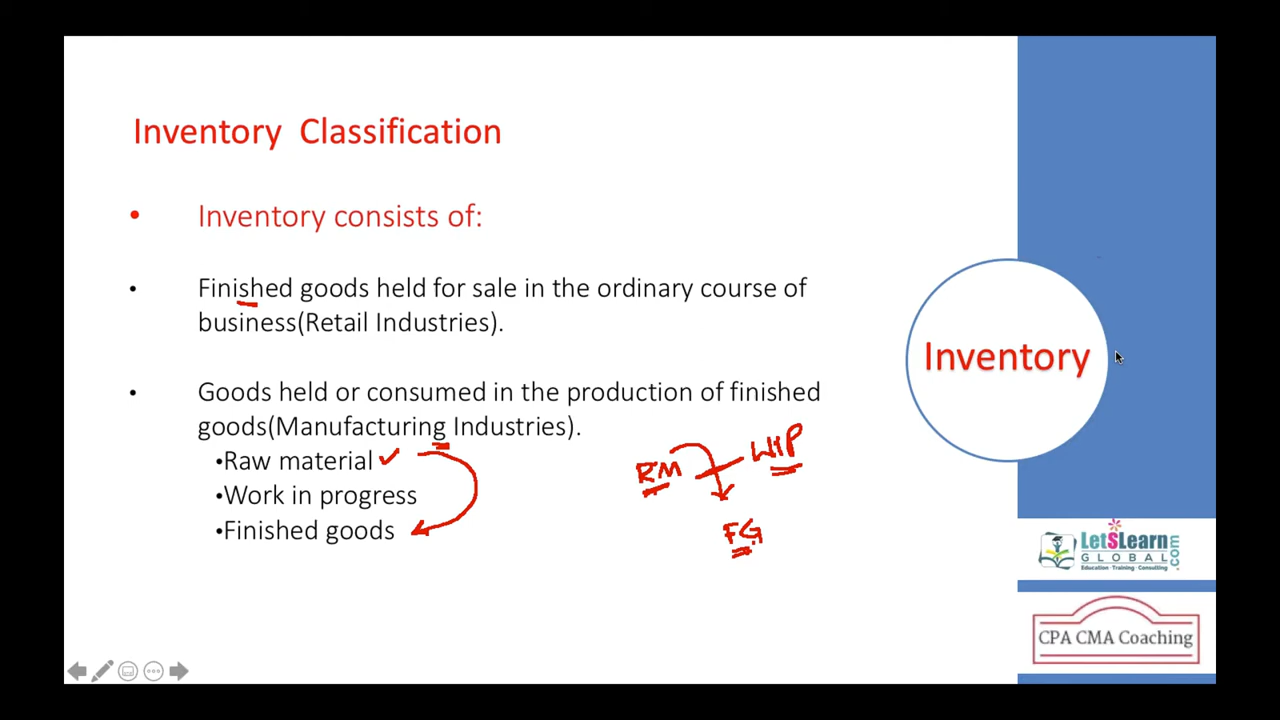 Inventory Classification
• Inventory consists of:
• Finished goods held for sale in the ordinary course of
business(Retail Industries).
• Goods held or consumed in the production of finished
goods(Manufacturing Industries).
•Raw material
•Work in progress
•Finished goods
RM
WIP
FG
Inventory
LetSLearn
GLOBAL
.com
Education • Training • Consulting
CPA CMA Coaching